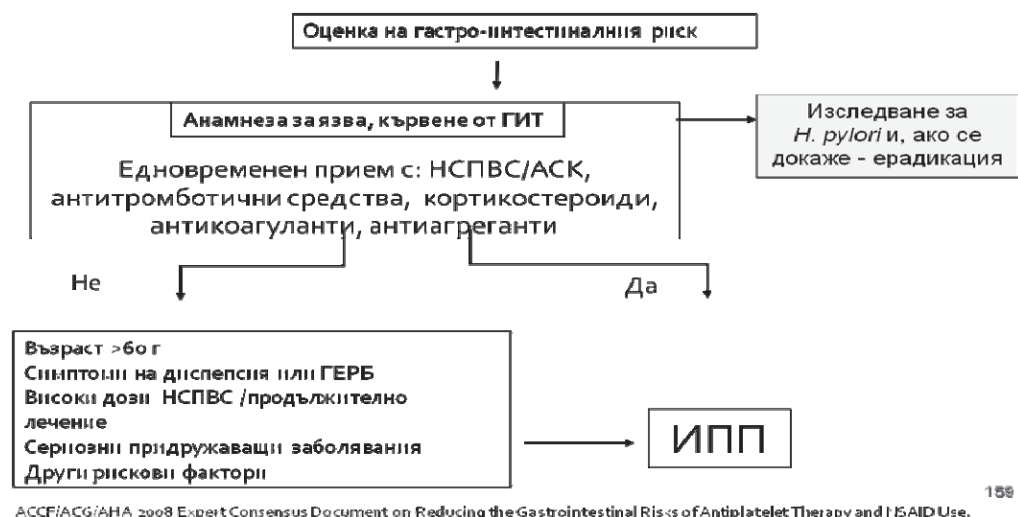 Оценка на гастро-интестиналния риск
Анамнеза за язва, кървене от ГИТ
Изследване за
H. pylori и, ако се
докаже - ерадикация
Едновременен прием с: НСПВС/АСК,
антитромботични средства, кортикостероиди,
антикоагуланти, антиагреганти
Не
Да
Възраст >60 г
Симптоми на диспепсия или ГЕРБ
Високи дози НСПВС /продължително
лечение
Сериозни придружаващи заболявания
Други рискови фактори
ИПП
159
ACCF/ACG/AHA 2008 Expert Consensus Document on Reducing the Gastrointestinal Risks of Antiplatelet Therapy and NSAID Use.